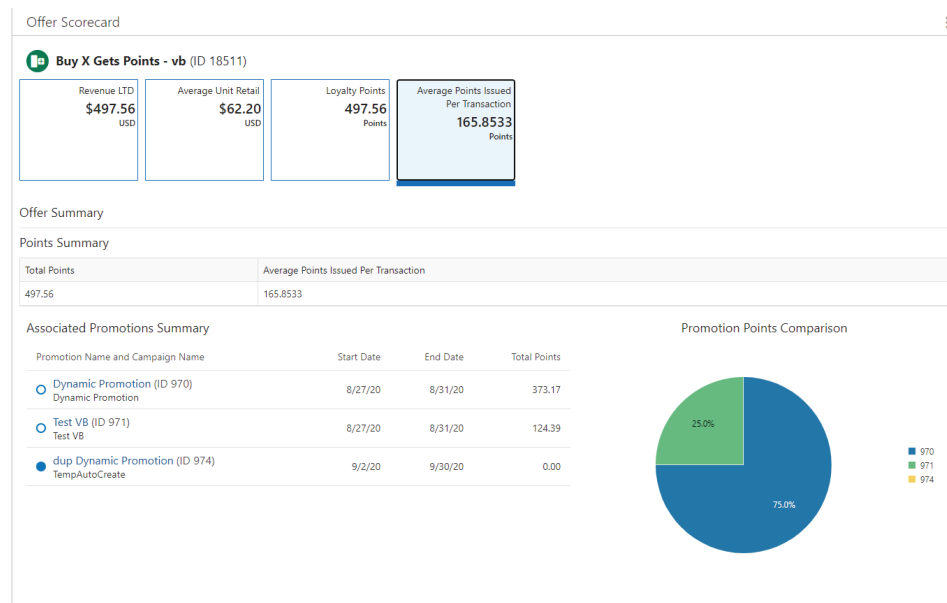 Offer Scorecard
Buy X Gets Points - vb (ID 18511)
Revenue LTD
$497.56
USD
Average Unit Retail
$62.20
USD
Loyalty Points
497.56
Points
Average Points Issued
Per Transaction
165.8533
Points
Offer Summary
Points Summary
Total Points Average Points Issued Per Transaction
497.56 165.8533
Associated Promotions Summary
Promotion Name and Campaign Name Start Date End Date Total Points
Dynamic Promotion (ID 970) 8/27/20 8/31/20 373.17
Dynamic Promotion
Test VB (ID 971) 8/27/20 8/31/20 124.39
Test VB
dup Dynamic Promotion (ID 974) 9/2/20 9/30/20 0.00
TempAutoCreate
Promotion Points Comparison
25.0%
75.0%
970
971
974